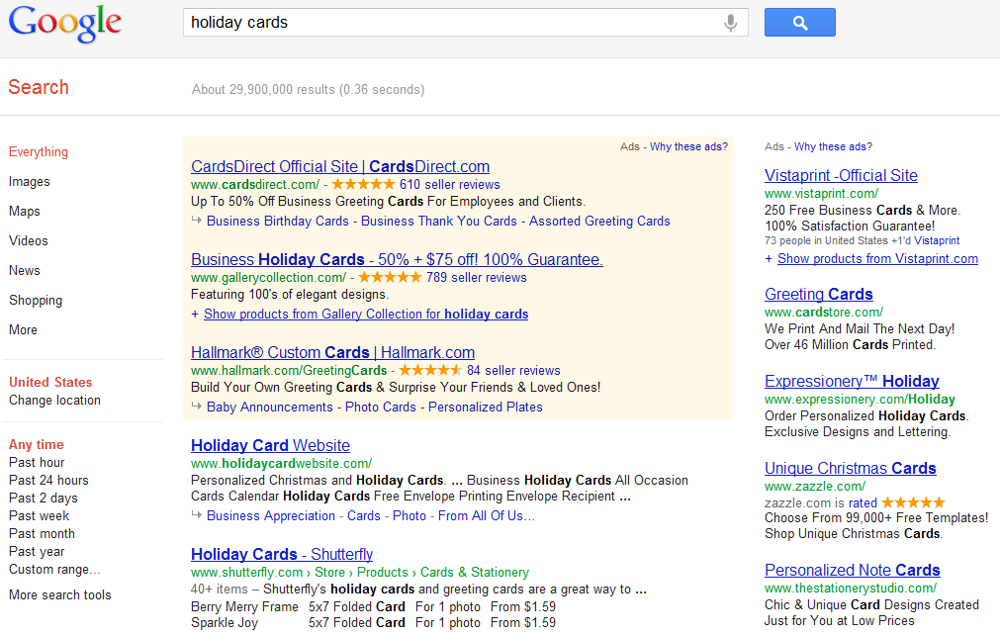 Google
holiday cards
Search
About 29,900,000 results (0.36 seconds)
Everything
Images
Maps
Videos
News
Shopping
More
United States
Change location
Any time
Past hour
Past 24 hours
Past 2 days
Past week
Past month
Past year
Custom range...
More search tools
Ads - Why these ads?
CardsDirect Official Site | CardsDirect.com
www.cardsdirect.com/ - ★★★★★ 610 seller reviews
Up To 50% Off Business Greeting Cards For Employees and Clients.
Business Birthday Cards - Business Thank You Cards - Assorted Greeting Cards
Business Holiday Cards - 50% + $75 off! 100% Guarantee.
www.gallerycollection.com/ - ★★★★★ 789 seller reviews
Featuring 100's of elegant designs.
+ Show products from Gallery Collection for holiday cards
Hallmark® Custom Cards | Hallmark.com
www.hallmark.com/GreetingCards - ★★★★★ 84 seller reviews
Build Your Own Greeting Cards & Surprise Your Friends & Loved Ones!
Baby Announcements - Photo Cards - Personalized Plates
Holiday Card Website
www.holidaycardwebsite.com/
Personalized Christmas and Holiday Cards. ... Business Holiday Cards All Occasion
Cards Calendar Holiday Cards Free Envelope Printing Envelope Recipient ...
Business Appreciation - Cards - Photo - From All Of Us...
Holiday Cards - Shutterfly
www.shutterfly.com › Store › Products › Cards & Stationery
40+ items – Shutterfly's holiday cards and greeting cards are a great way to ...
Berry Merry Frame 5x7 Folded Card For 1 photo From $1.59
Sparkle Joy 5x7 Folded Card For 1 photo From $1.59
Ads - Why these ads?
Vistaprint -Official Site
www.vistaprint.com/
250 Free Business Cards & More.
100% Satisfaction Guarantee!
73 people in United States +1'd Vistaprint
+ Show products from Vistaprint.com
Greeting Cards
www.cardstore.com/
We Print And Mail The Next Day!
Over 46 Million Cards Printed.
Expressionery™ Holiday
www.expressionery.com/Holiday
Order Personalized Holiday Cards.
Exclusive Designs and Lettering.
Unique Christmas Cards
www.zazzle.com/
zazzle.com is rated ★★★★★
Choose From 99,000+ Free Templates!
Shop Unique Christmas Cards.
Personalized Note Cards
www.thestationerystudio.com/
Chic & Unique Card Designs Created
Just for You at Low Prices